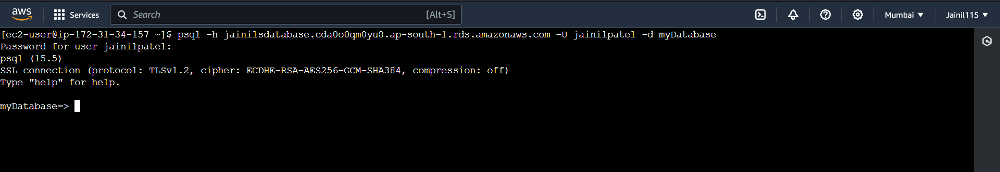 aws Services Search [Alt+S] Mumbai Jainil115
[ec2-user@ip-172-31-34-157 ~]$ psql -h jainilsdatabase.cda0o0qm0yu8.ap-south-1.rds.amazonaws.com -U jainilpatel -d myDatabase
Password for user jainilpatel:
psql (15.5)
SSL connection (protocol: TLSv1.2, cipher: ECDHE-RSA-AES256-GCM-SHA384, compression: off)
Type "help" for help.
myDatabase=>